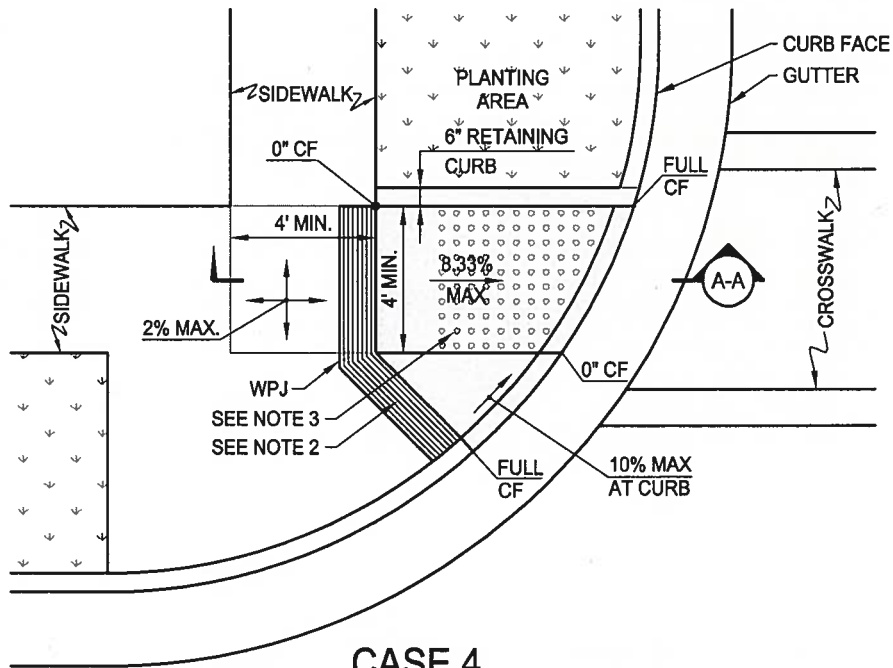 CURB FACE
SIDEWALK
PLANTING
AREA
GUTTER
6" RETAINING
CURB
0" CF
FULL
CF
4' MIN.
SIDEWALK
4' MIN.
8.33%
MAX.
A-A
CROSSWALK
2% MAX.
0" CF
WPJ
SEE NOTE 3
SEE NOTE 2
FULL
CF
10% MAX
AT CURB
CASE 4